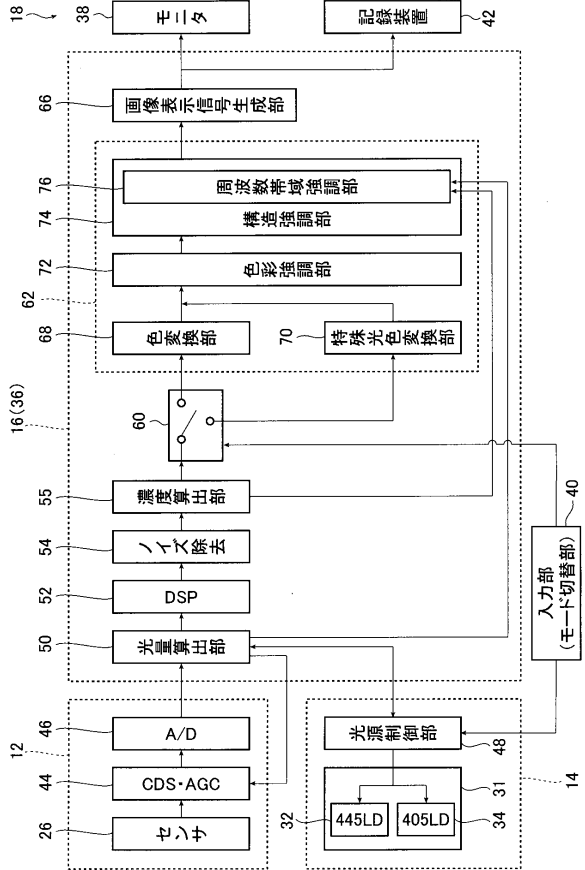 18
38
モニタ
記録装置
42
66
画像表示信号生成部
76
周波数帯域強調部
74
構造強調部
72
色彩強調部
62
68
色変換部
70
特殊光色変換部
16(36)
60
55
濃度算出部
54
ノイズ除去
52
DSP
50
光量算出部
40
入力部
(モード切替部)
12
46
A/D
44
CDS・AGC
26
センサ
光源制御部
48
14
31
32
445LD
405LD
34